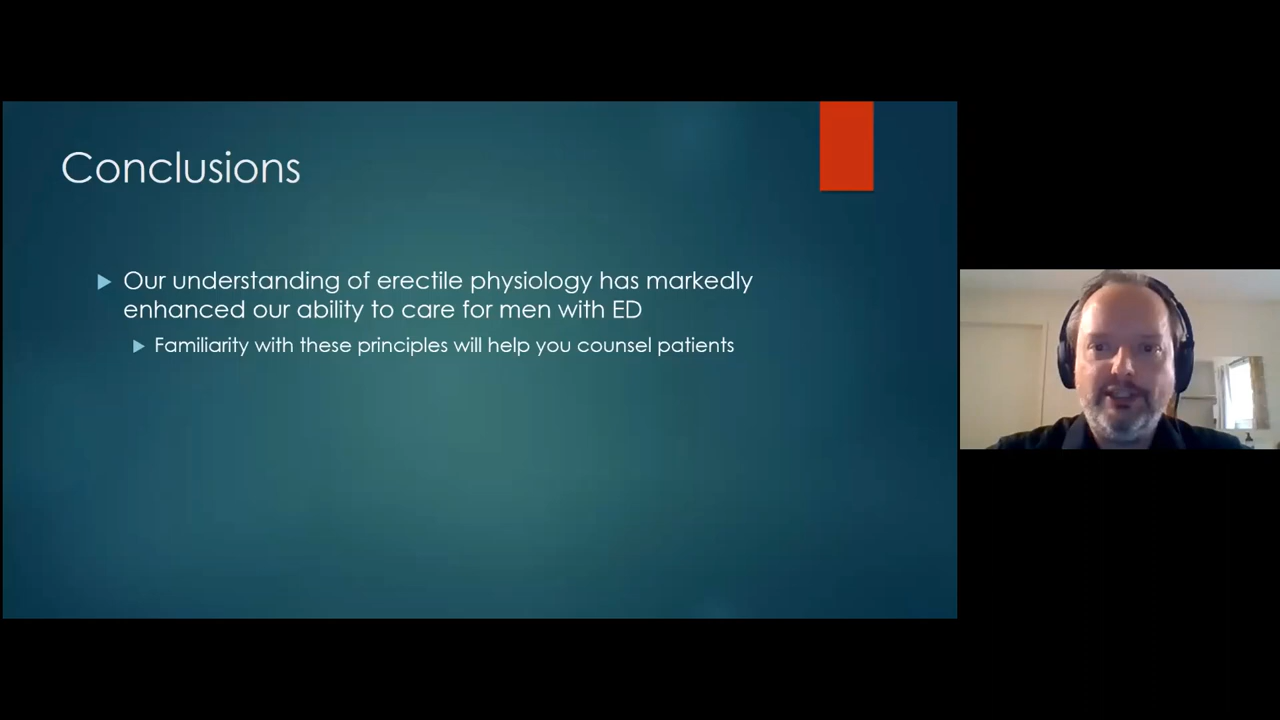 Conclusions
Our understanding of erectile physiology has markedly
enhanced our ability to care for men with ED
Familiarity with these principles will help you counsel patients